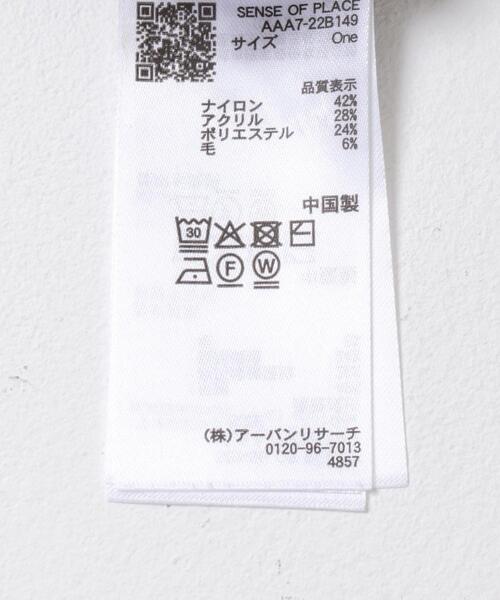 SENSE OF PLACE
AAA7-22B149
サイズ One
品質表示
ナイロン 42%
アクリル 28%
ポリエステル 24%
毛 6%
中国製
30
F W
(株)アーバンリサーチ
0120-96-7013
4857